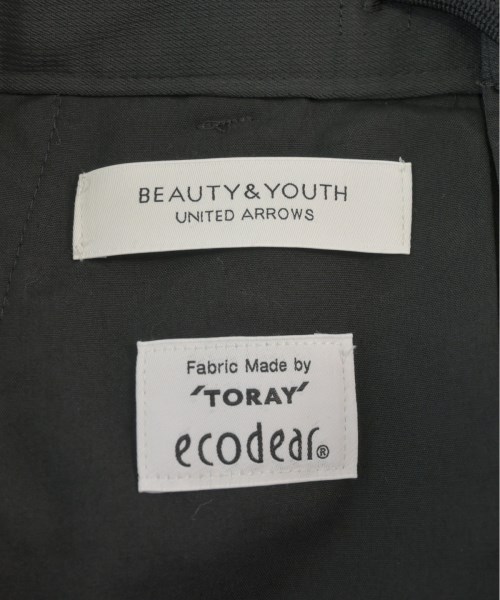 BEAUTY&YOUTH
UNITED ARROWS
Fabric Made by
'TORAY'
ecodear®